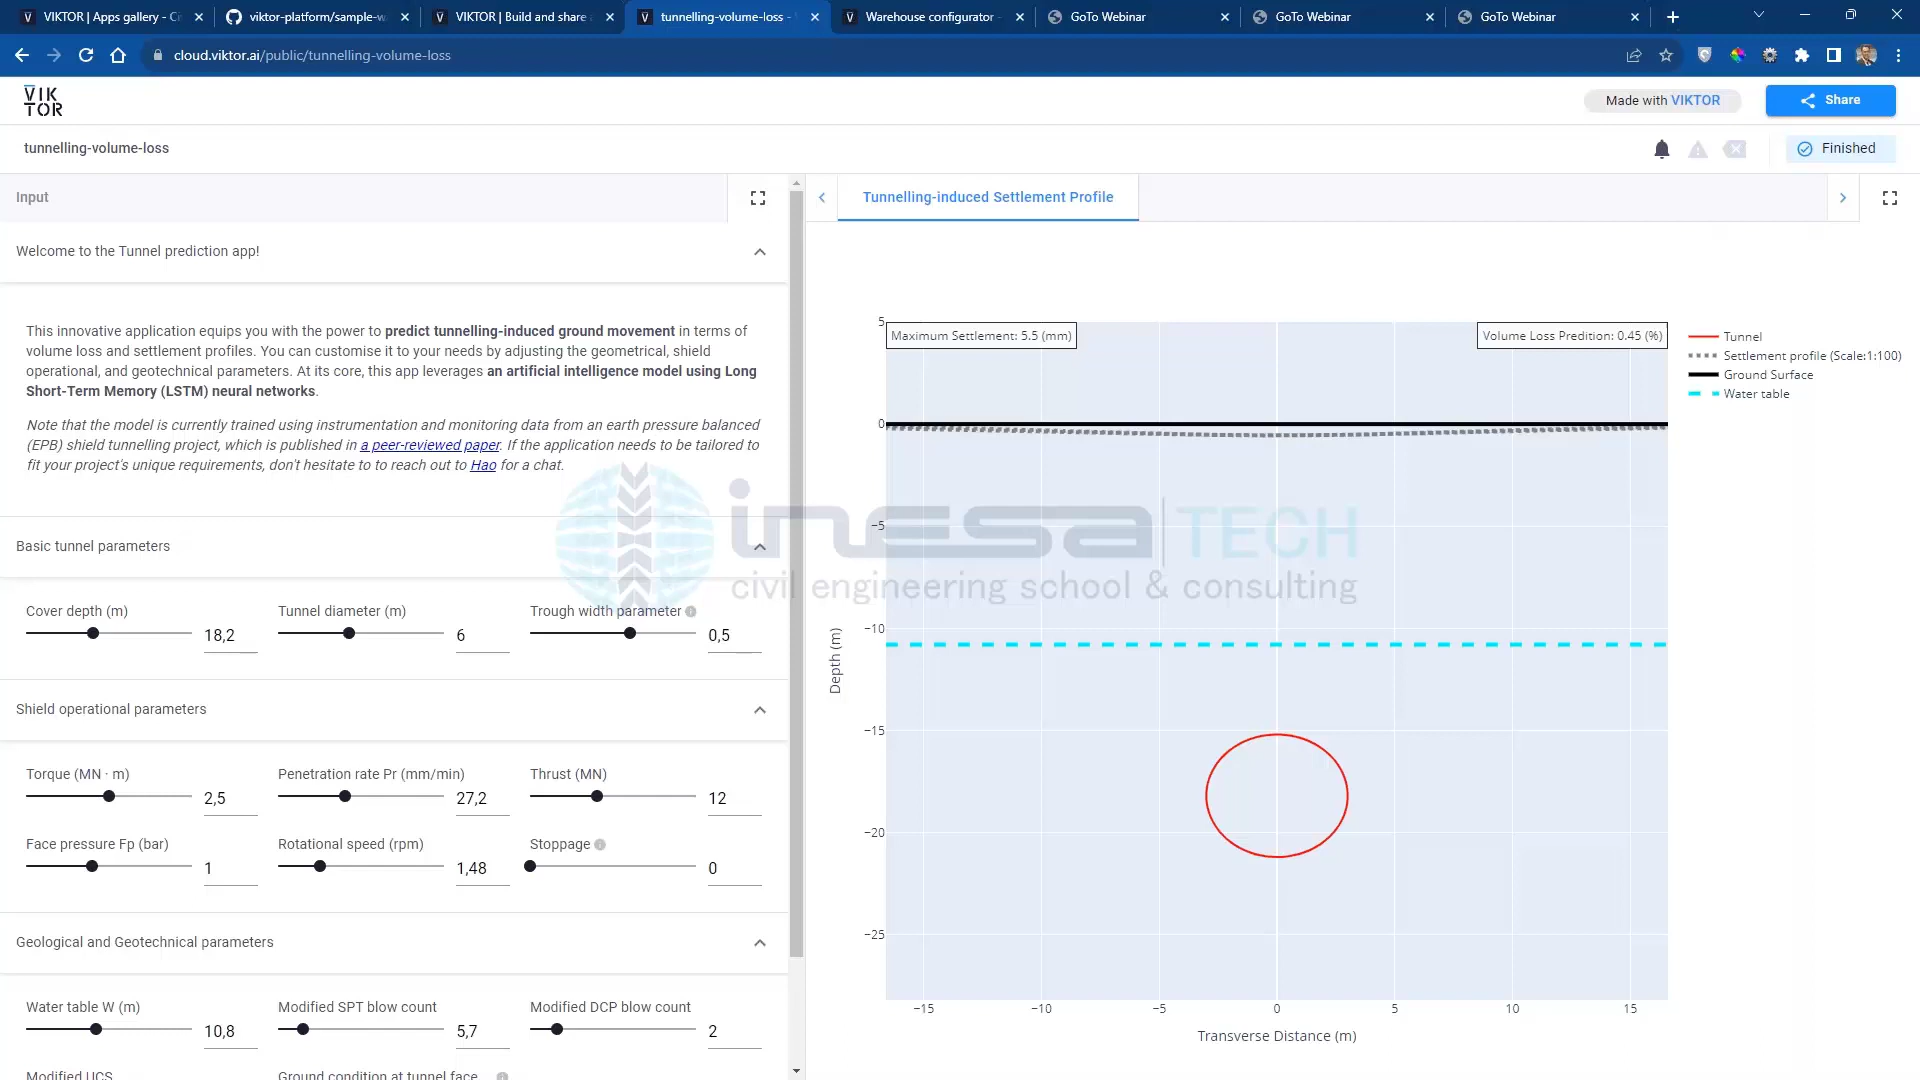 VIKTOR | Apps gallery - Ci
viktor-platform/sample-w
VIKTOR | Build and share a
tunnelling-volume-loss -
Warehouse configurator -
GoTo Webinar
GoTo Webinar
GoTo Webinar
cloud.viktor.ai/public/tunnelling-volume-loss
VIK
TOR
Made with VIKTOR
Share
tunnelling-volume-loss
Finished
Input
Welcome to the Tunnel prediction app!
This innovative application equips you with the power to predict tunnelling-induced ground movement in terms of
volume loss and settlement profiles. You can customise it to your needs by adjusting the geometrical, shield
operational, and geotechnical parameters. At its core, this app leverages an artificial intelligence model using Long
Short-Term Memory (LSTM) neural networks.
Note that the model is currently trained using instrumentation and monitoring data from an earth pressure balanced
(EPB) shield tunnelling project, which is published in a peer-reviewed paper. If the application needs to be tailored to
fit your project's unique requirements, don't hesitate to to reach out to Hao for a chat.
Basic tunnel parameters
Cover depth (m)
18,2
Tunnel diameter (m)
6
Trough width parameter
0,5
Shield operational parameters
Torque (MN · m)
2,5
Penetration rate Pr (mm/min)
27,2
Thrust (MN)
12
Face pressure Fp (bar)
1
Rotational speed (rpm)
1,48
Stoppage
0
Geological and Geotechnical parameters
Water table W (m)
10,8
Modified SPT blow count
5,7
Modified DCP blow count
2
Modified UCS
Ground condition at tunnel face
Tunnelling-induced Settlement Profile
Maximum Settlement: 5.5 (mm)
Volume Loss Predition: 0.45 (%)
Tunnel
Settlement profile (Scale:1:100)
Ground Surface
Water table
5
0
−5
−10
−15
−20
−25
Depth (m)
−15
−10
−5
0
5
10
15
Transverse Distance (m)
inesa TECH
civil engineering school & consulting